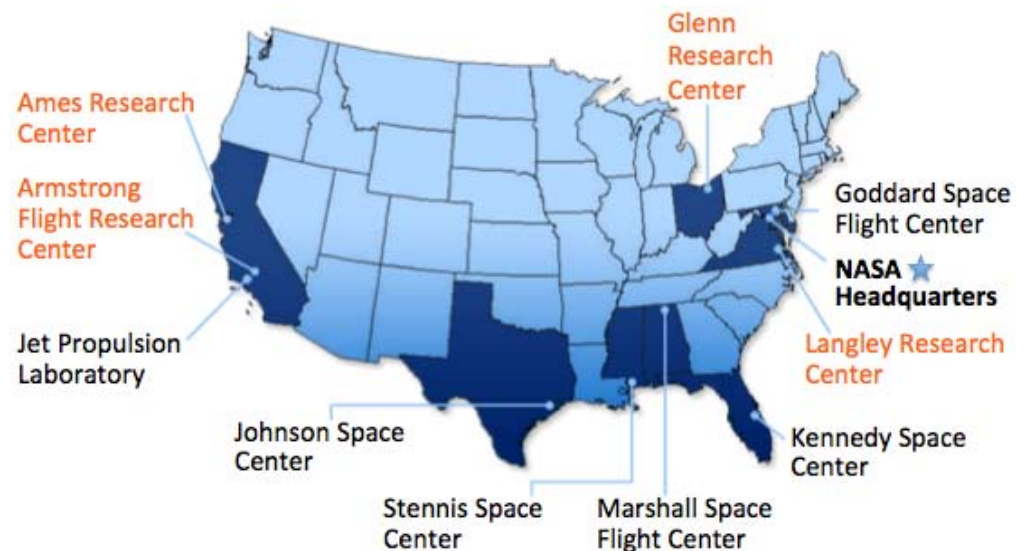 Glenn
Research
Center
Ames Research
Center
Armstrong
Flight Research
Center
Goddard Space
Flight Center
NASA
Headquarters
Jet Propulsion
Laboratory
Langley Research
Center
Johnson Space
Center
Kennedy Space
Center
Stennis Space
Center
Marshall Space
Flight Center